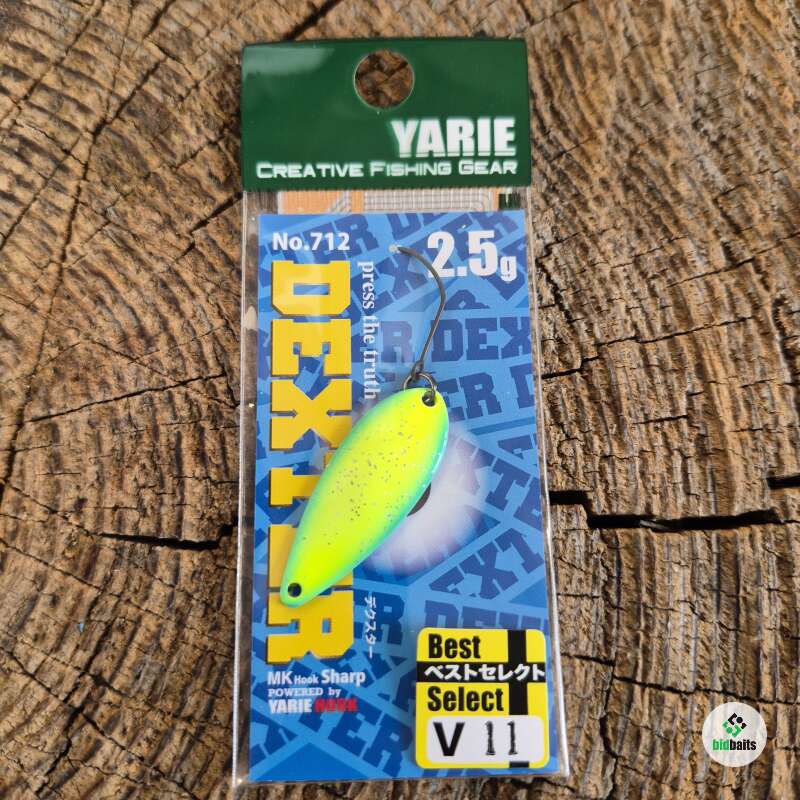 YARIE
CREATIVE FISHING GEAR
No.712
2.5g
DEXTER
press the truth
デクスター
MK Hook Sharp
POWERED by
YARIE HOOK
Best
ベストセレクト
Select
V 11
bidbaits